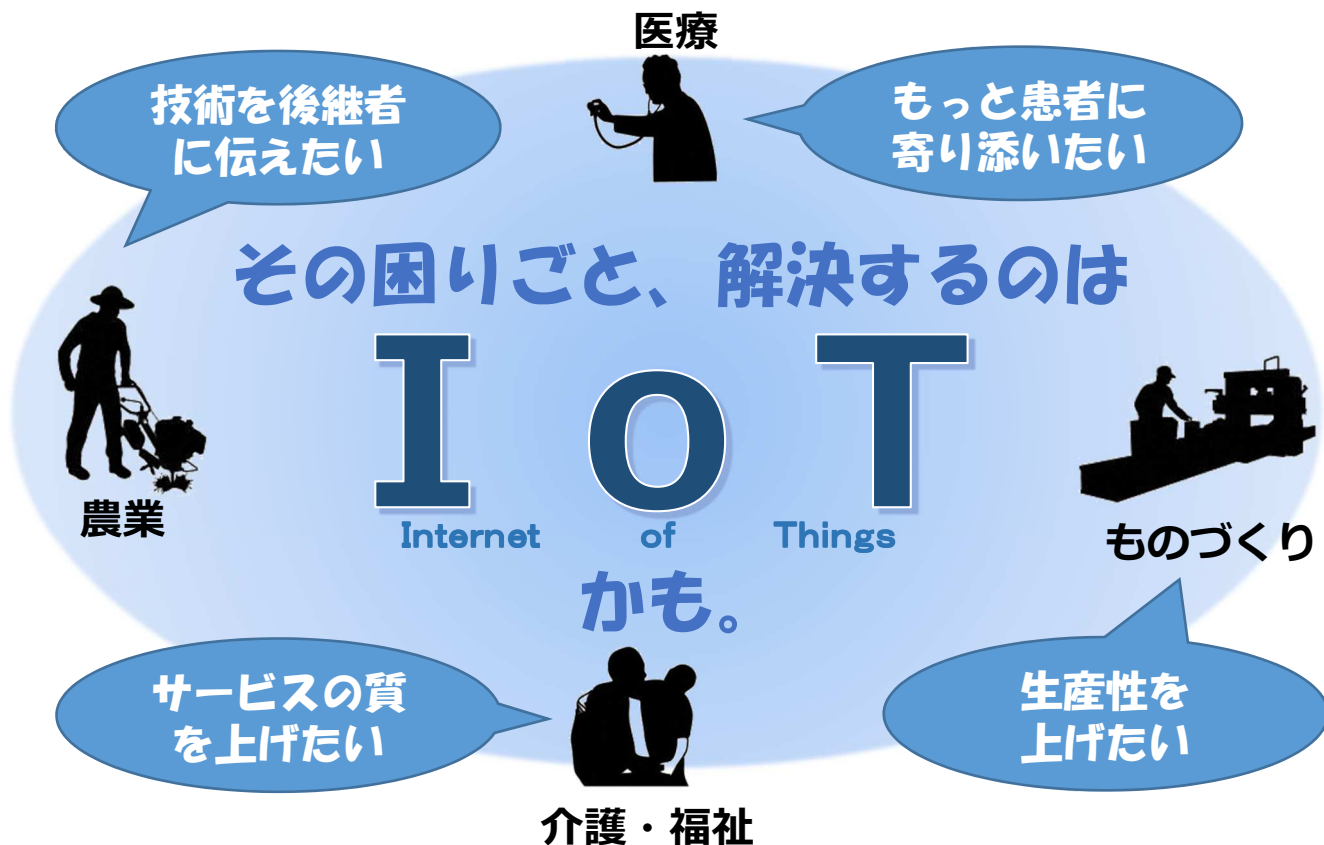 医療
技術を後継者
に伝えたい
もっと患者に
寄り添いたい
その困りごと、解決するのは
IoT
Internet of Things
かも。
農業
ものづくり
サービスの質
を上げたい
生産性を
上げたい
介護・福祉